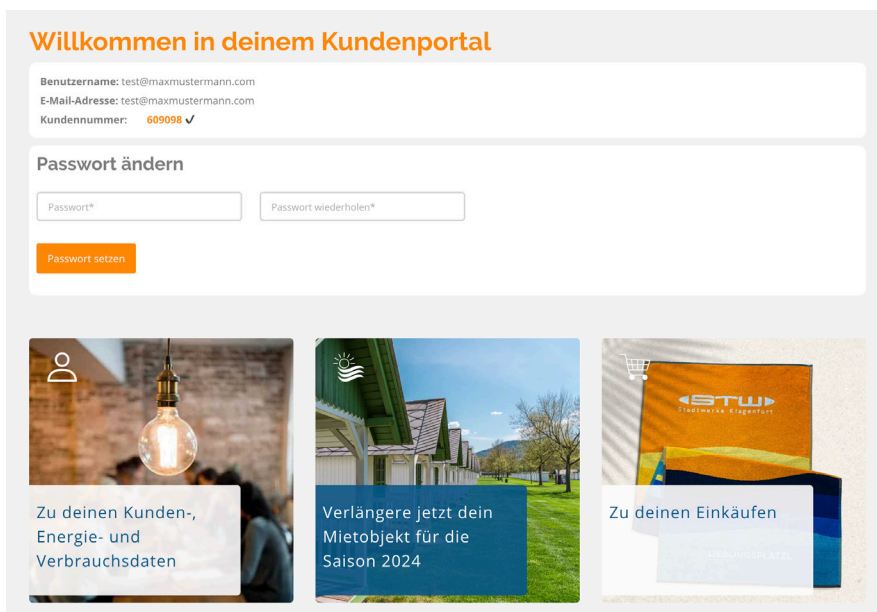 Willkommen in deinem Kundenportal
Benutzername: test@maxmustermann.com
E-Mail-Adresse: test@maxmustermann.com
Kundennummer: 609098 ✓
Passwort ändern
Passwort*
Passwort wiederholen*
Passwort setzen
Zu deinen Kunden-,
Energie- und
Verbrauchsdaten
Verlängere jetzt dein
Mietobjekt für die
Saison 2024
STW
Stadtwerke Klagenfurt
Zu deinen Einkäufen
LIEBLINGSPLATZL